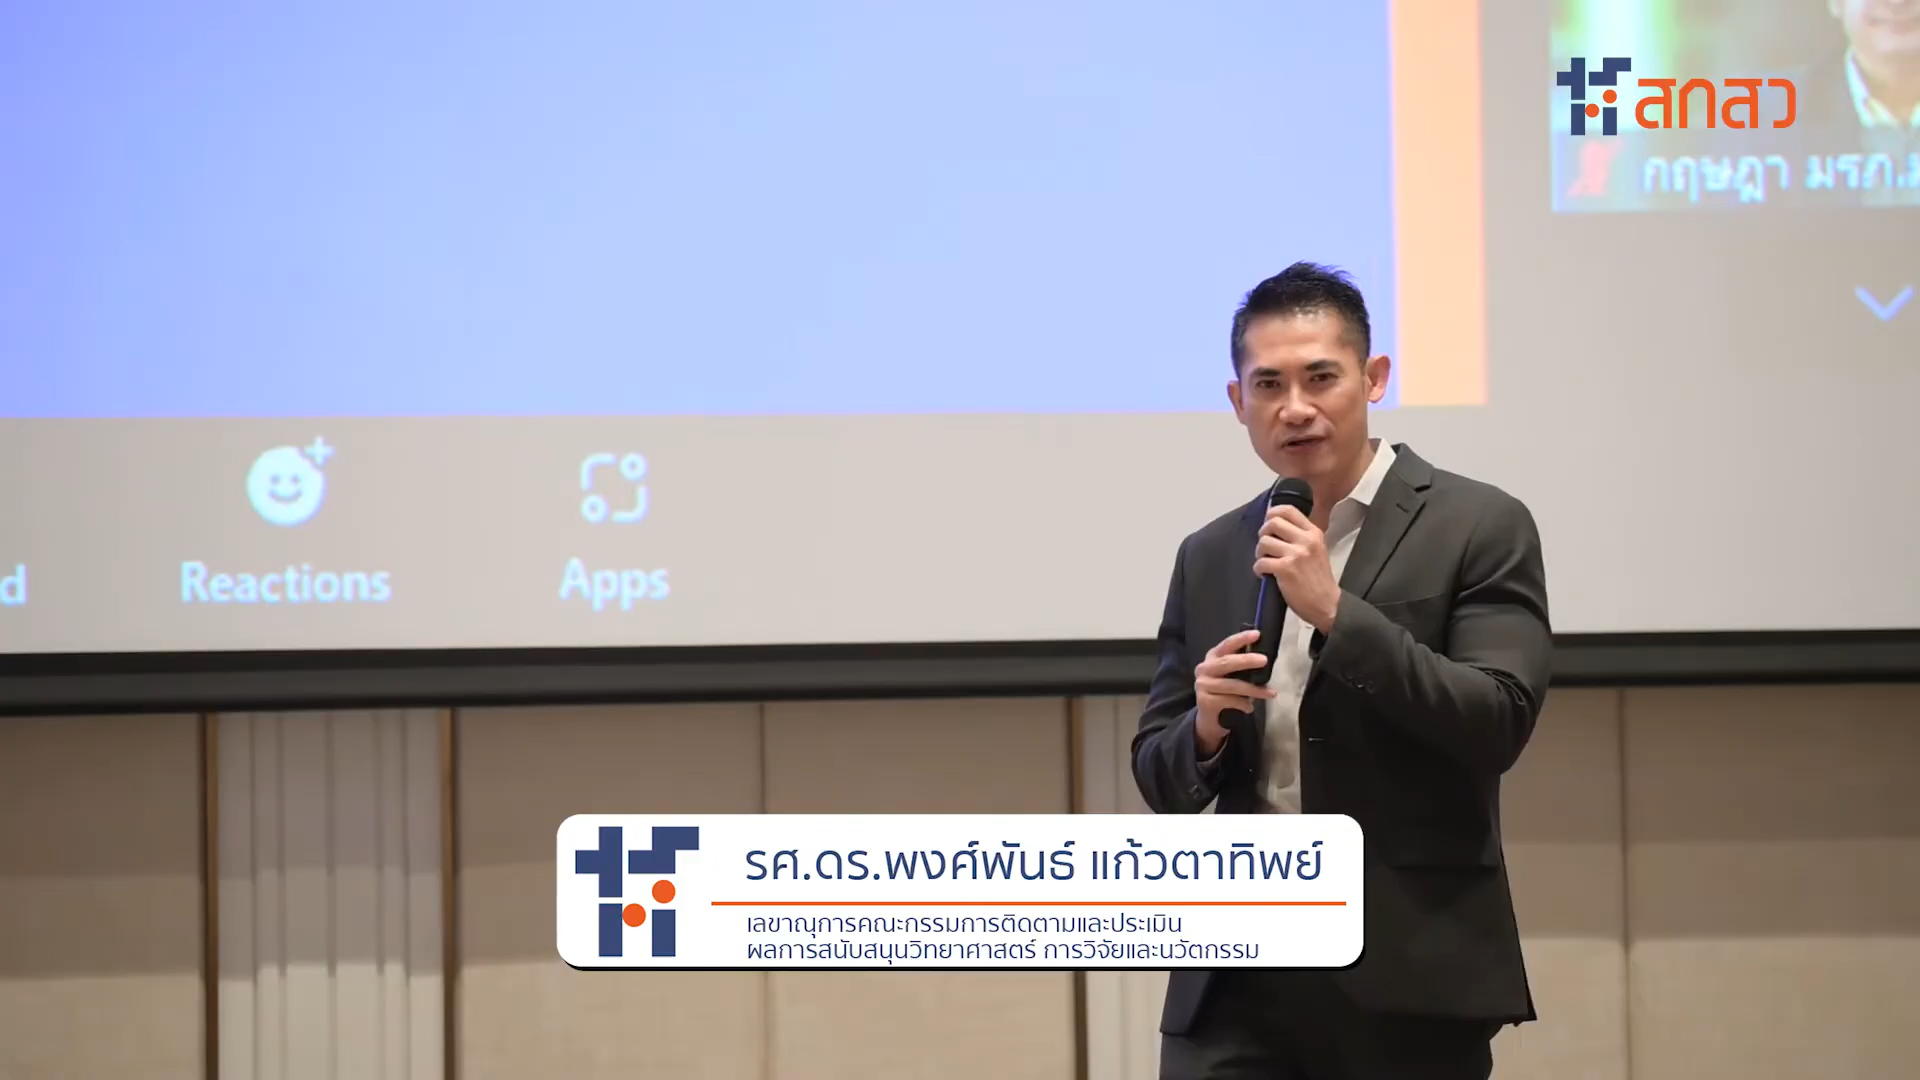 สกสว
กฤษฎา มรภ.
Reactions
Apps
รศ.ดร.พงศ์พันธ์ แก้วตาทิพย์
เลขานุการคณะกรรมการติดตามและประเมิน
ผลการสนับสนุนวิทยาศาสตร์ การวิจัยและนวัตกรรม